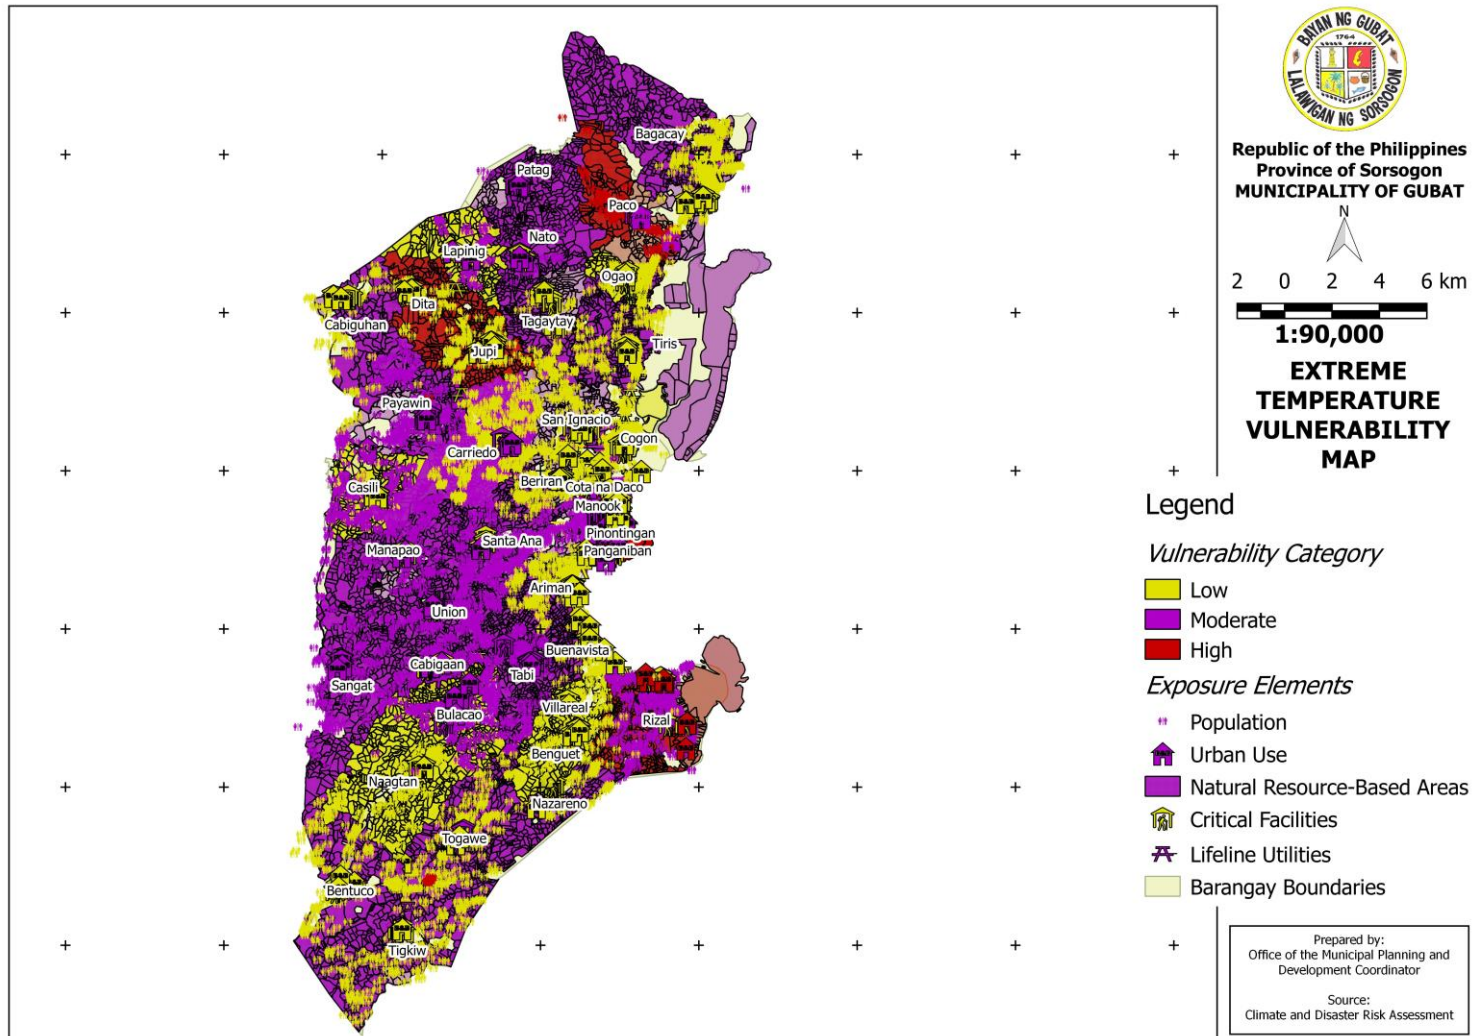 BAYAN NG GUBAT
1764
LALAWIGAN NG SORSOGON
Republic of the Philippines
Province of Sorsogon
MUNICIPALITY OF GUBAT
N
2 0 2 4 6 km
1:90,000
EXTREME
TEMPERATURE
VULNERABILITY
MAP
Legend
Vulnerability Category
Low
Moderate
High
Exposure Elements
Population
Urban Use
Natural Resource-Based Areas
Critical Facilities
Lifeline Utilities
Barangay Boundaries
Prepared by:
Office of the Municipal Planning and
Development Coordinator
Source:
Climate and Disaster Risk Assessment
Bagacay
Patag
Paco
Nato
Lapinig
Ogao
Dita
Cabiguhan
Tagaytay
Tiris
Jupi
Payawin
San Ignacio
Cogon
Carriedo
Beriran
Cota na Daco
Casili
Manook
Pinontingan
Santa Ana
Panganiban
Manapao
Ariman
Union
Buenavista
Cabigaan
Tabi
Sangat
Villareal
Bulacao
Rizal
Benguet
Naagtan
Nazareno
Togawe
Bentuco
Tigkiw